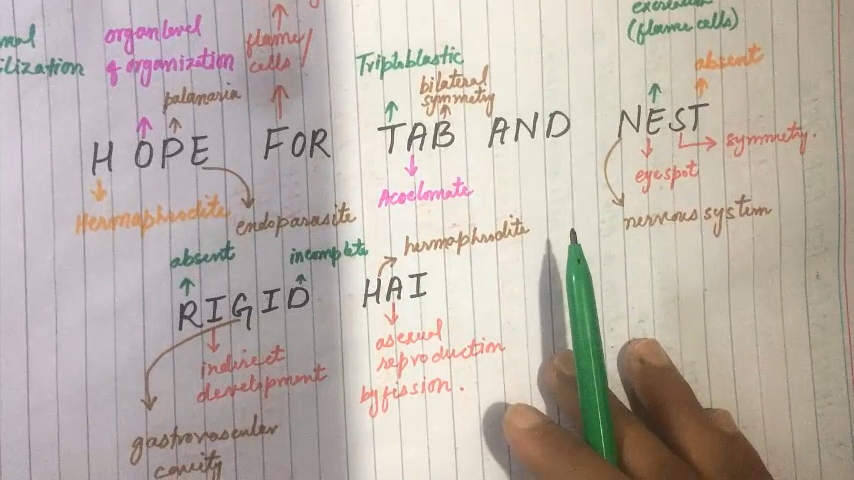 organ level
of organization
flame
cells
excretion
(flame cells)
ilization
palanaria
Triploblastic
bilateral
symmetry
absent
HOPE FOR TAB AND NEST
symmetry.
eyespot
Acoelomate
Hermaphrodite
endoparasite
nervous system
absent
incomplete
hermaphrodite
RIGID HAI
indirect
development
asexual
reproduction
by fission.
gastrovascular
cavity